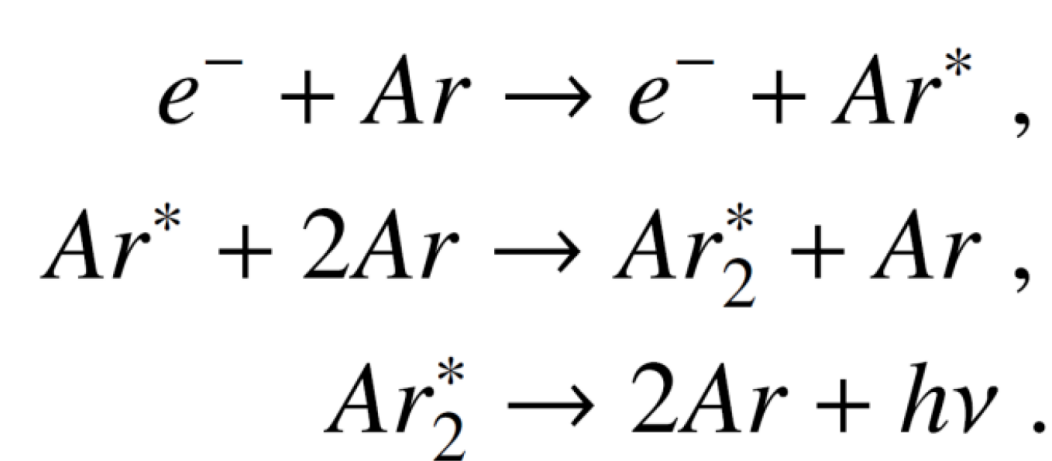 e⁻ + Ar → e⁻ + Ar* ,
Ar* + 2Ar → Ar₂* + Ar ,
Ar₂* → 2Ar + hν .